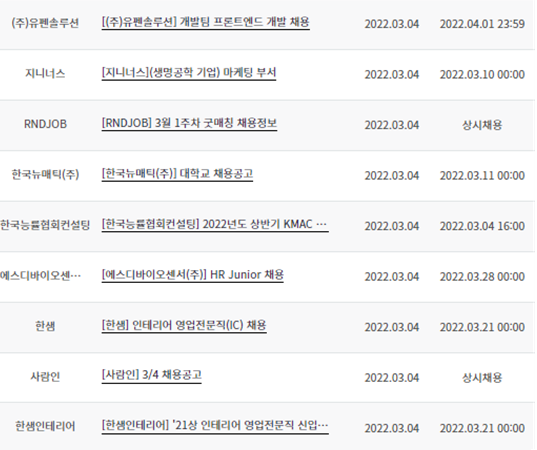 (주)유펜솔루션 [(주)유펜솔루션] 개발팀 프론트엔드 개발 채용 2022.03.04 2022.04.01 23:59
지니너스 [지니너스](생명공학 기업) 마케팅 부서 2022.03.04 2022.03.10 00:00
RNDJOB [RNDJOB] 3월 1주차 굿매칭 채용정보 2022.03.04 상시채용
한국뉴매틱(주) [한국뉴매틱(주)] 대학교 채용공고 2022.03.04 2022.03.11 00:00
한국능률협회컨설팅 [한국능률협회컨설팅] 2022년도 상반기 KMAC ··· 2022.03.04 2022.03.04 16:00
에스디바이오센··· [에스디바이오센서(주)] HR Junior 채용 2022.03.04 2022.03.28 00:00
한샘 [한샘] 인테리어 영업전문직(IC) 채용 2022.03.04 2022.03.21 00:00
사람인 [사람인] 3/4 채용공고 2022.03.04 상시채용
한샘인테리어 [한샘인테리어] '21상 인테리어 영업전문직 신입··· 2022.03.04 2022.03.21 00:00